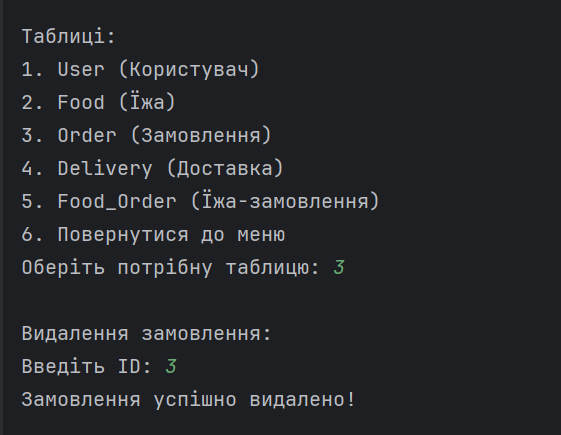 Таблиці:
1. User (Користувач)
2. Food (Їжа)
3. Order (Замовлення)
4. Delivery (Доставка)
5. Food_Order (Їжа-замовлення)
6. Повернутися до меню
Оберіть потрібну таблицю: 3
Видалення замовлення:
Введіть ID: 3
Замовлення успішно видалено!